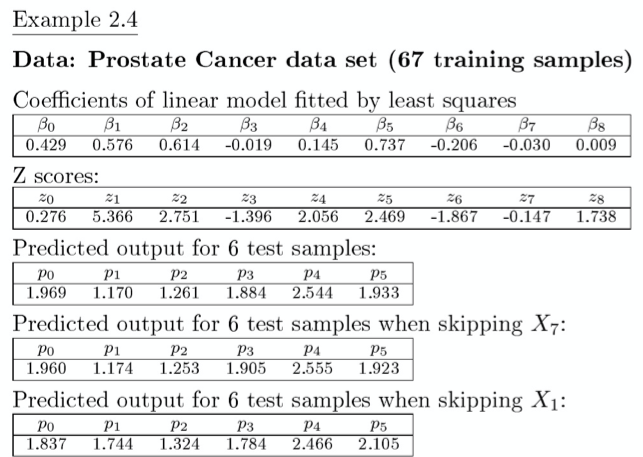 Example 2.4
Data: Prostate Cancer data set (67 training samples)
Coefficients of linear model fitted by least squares
β0 β1 β2 β3 β4 β5 β6 β7 β8
0.429 0.576 0.614 -0.019 0.145 0.737 -0.206 -0.030 0.009
Z scores:
z0 z1 z2 z3 z4 z5 z6 z7 z8
0.276 5.366 2.751 -1.396 2.056 2.469 -1.867 -0.147 1.738
Predicted output for 6 test samples:
p0 p1 p2 p3 p4 p5
1.969 1.170 1.261 1.884 2.544 1.933
Predicted output for 6 test samples when skipping X7:
p0 p1 p2 p3 p4 p5
1.960 1.174 1.253 1.905 2.555 1.923
Predicted output for 6 test samples when skipping X1:
p0 p1 p2 p3 p4 p5
1.837 1.744 1.324 1.784 2.466 2.105